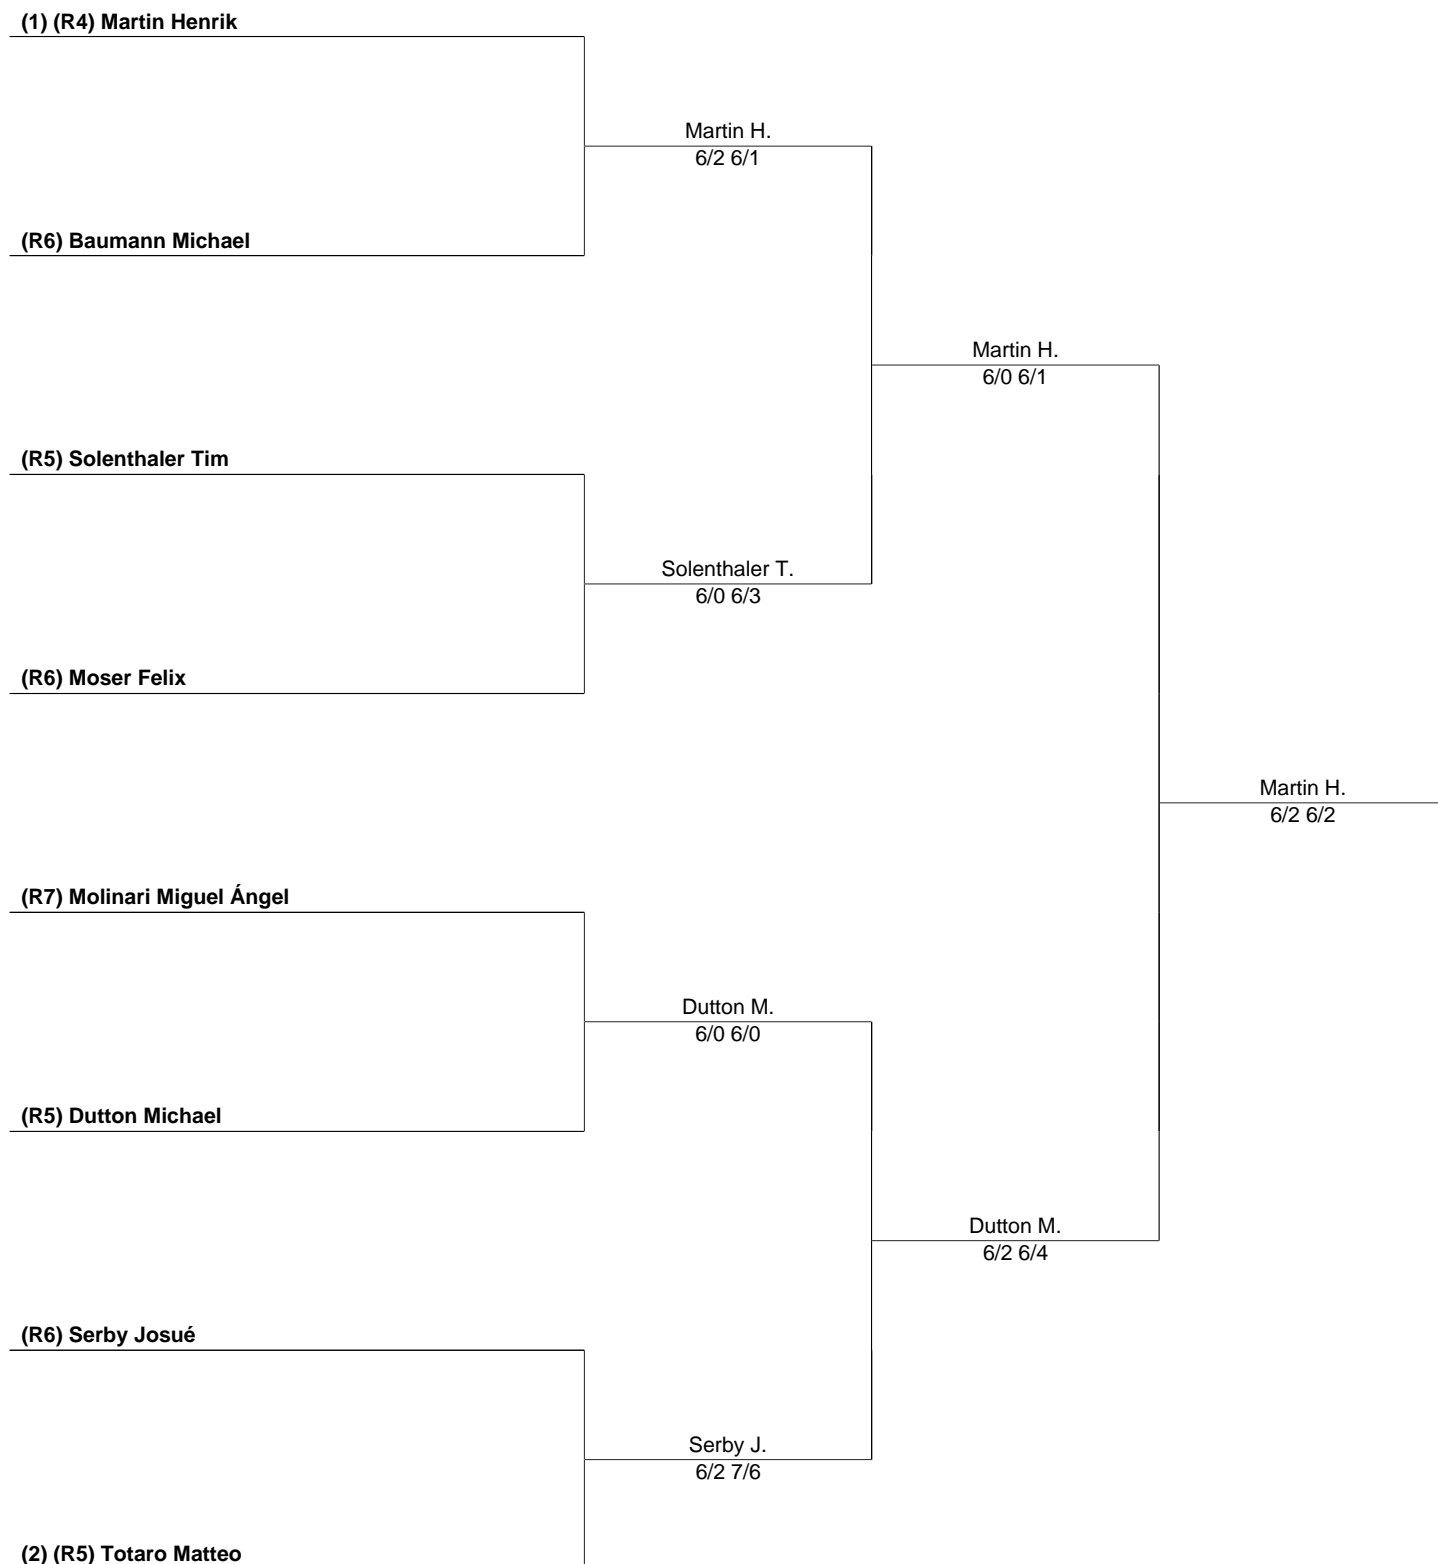 (1) (R4) Martin Henrik
Martin H.
6/2 6/1
(R6) Baumann Michael
Martin H.
6/0 6/1
(R5) Solenthaler Tim
Solenthaler T.
6/0 6/3
(R6) Moser Felix
Martin H.
6/2 6/2
(R7) Molinari Miguel Ángel
Dutton M.
6/0 6/0
(R5) Dutton Michael
Dutton M.
6/2 6/4
(R6) Serby Josué
Serby J.
6/2 7/6
(2) (R5) Totaro Matteo